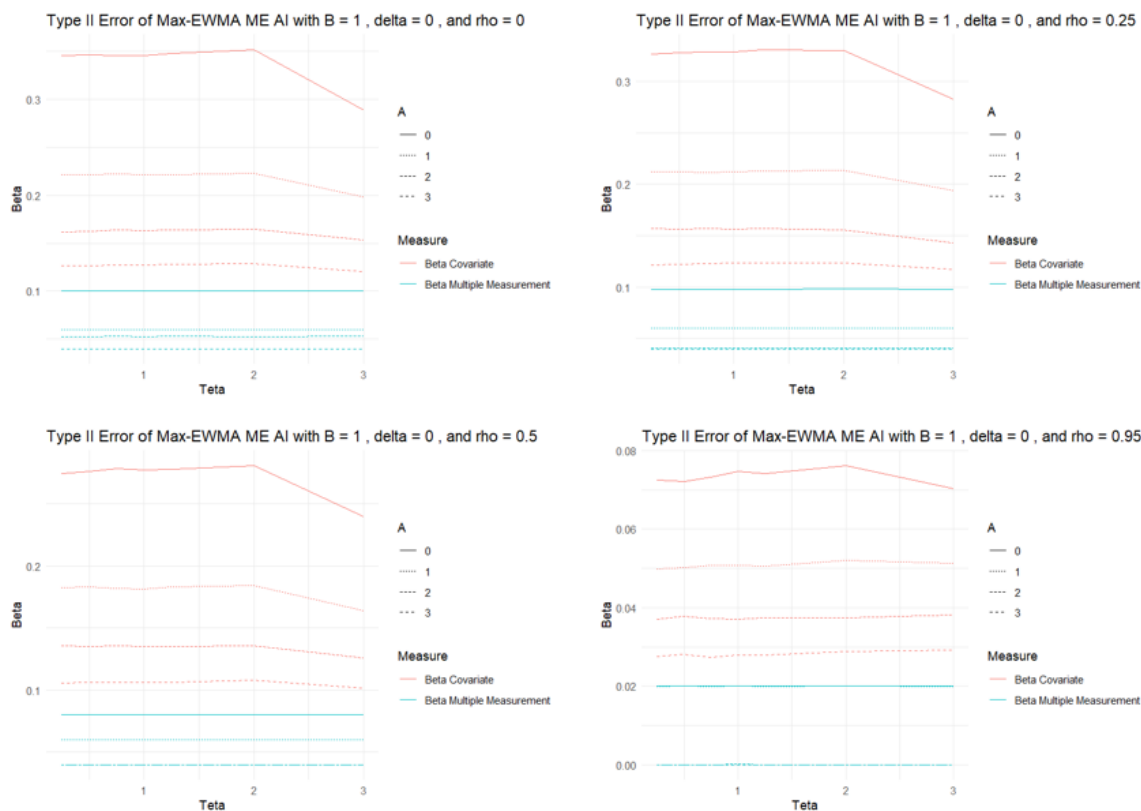 Type II Error of Max-EWMA ME AI with B = 1 , delta = 0 , and rho = 0
0.3
0.2
0.1
Beta
1
2
3
Teta
A
0
1
2
3
Measure
Beta Covariate
Beta Multiple Measurement
Type II Error of Max-EWMA ME AI with B = 1 , delta = 0 , and rho = 0.25
0.3
0.2
0.1
Beta
1
2
3
Teta
A
0
1
2
3
Measure
Beta Covariate
Beta Multiple Measurement
Type II Error of Max-EWMA ME AI with B = 1 , delta = 0 , and rho = 0.5
0.2
0.1
Beta
1
2
3
Teta
A
0
1
2
3
Measure
Beta Covariate
Beta Multiple Measurement
Type II Error of Max-EWMA ME AI with B = 1 , delta = 0 , and rho = 0.95
0.08
0.06
0.04
0.02
0.00
Beta
1
2
3
Teta
A
0
1
2
3
Measure
Beta Covariate
Beta Multiple Measurement